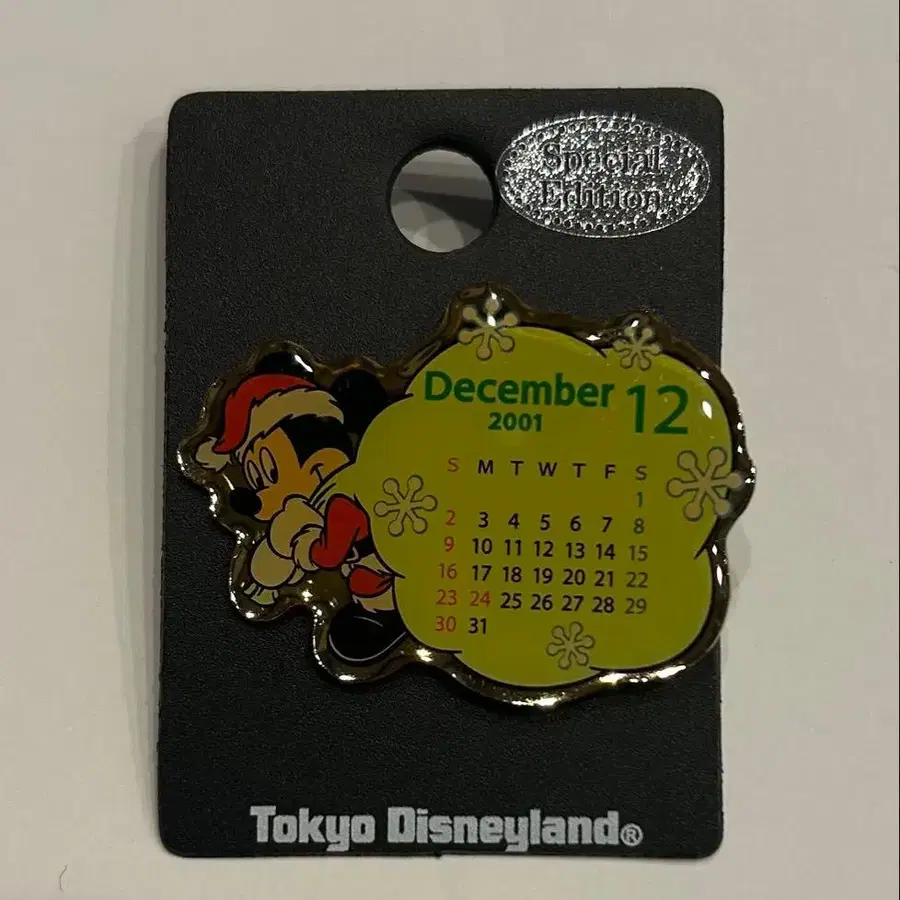 Special
Edition
December 12
2001
S M T W T F S
1
2 3 4 5 6 7 8
9 10 11 12 13 14 15
16 17 18 19 20 21 22
23 24 25 26 27 28 29
30 31
Tokyo Disneyland®